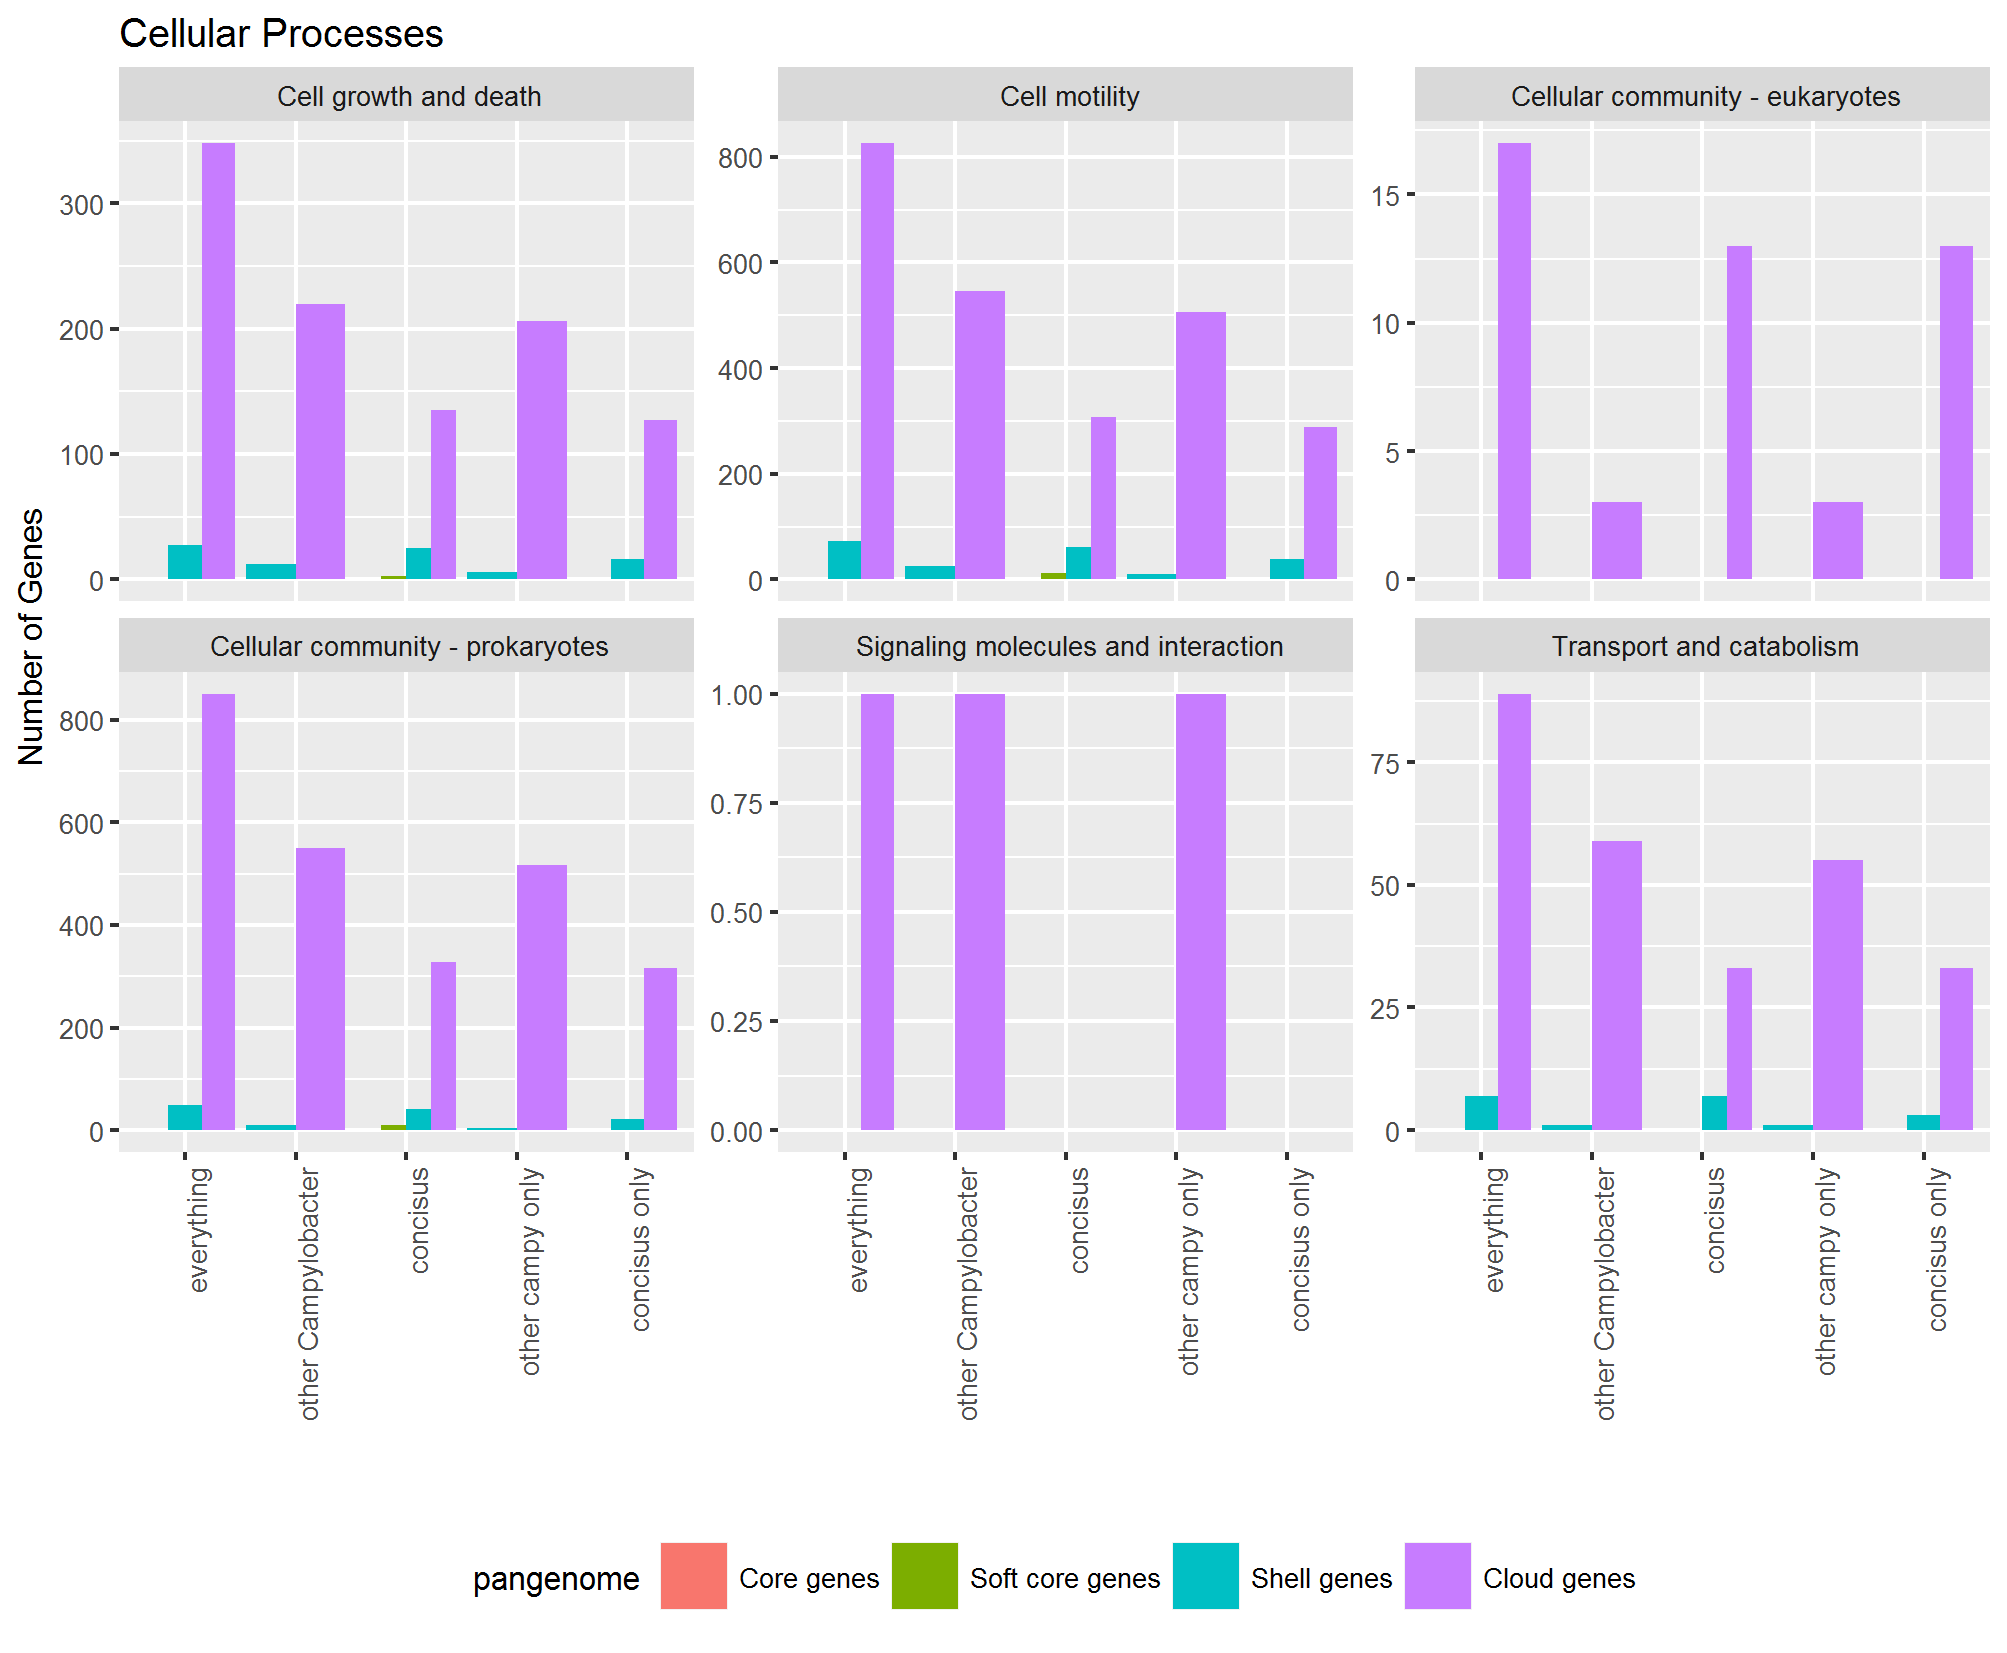 Cellular Processes
Cell growth and death
Cell motility
Cellular community - eukaryotes
300
200
100
0
800
600
400
200
0
15
10
5
0
Number of Genes
Cellular community - prokaryotes
Signaling molecules and interaction
Transport and catabolism
800
600
400
200
0
1.00
0.75
0.50
0.25
0.00
75
50
25
0
everything
other Campylobacter
concisus
other campy only
concisus only
everything
other Campylobacter
concisus
other campy only
concisus only
everything
other Campylobacter
concisus
other campy only
concisus only
pangenome Core genes Soft core genes Shell genes Cloud genes